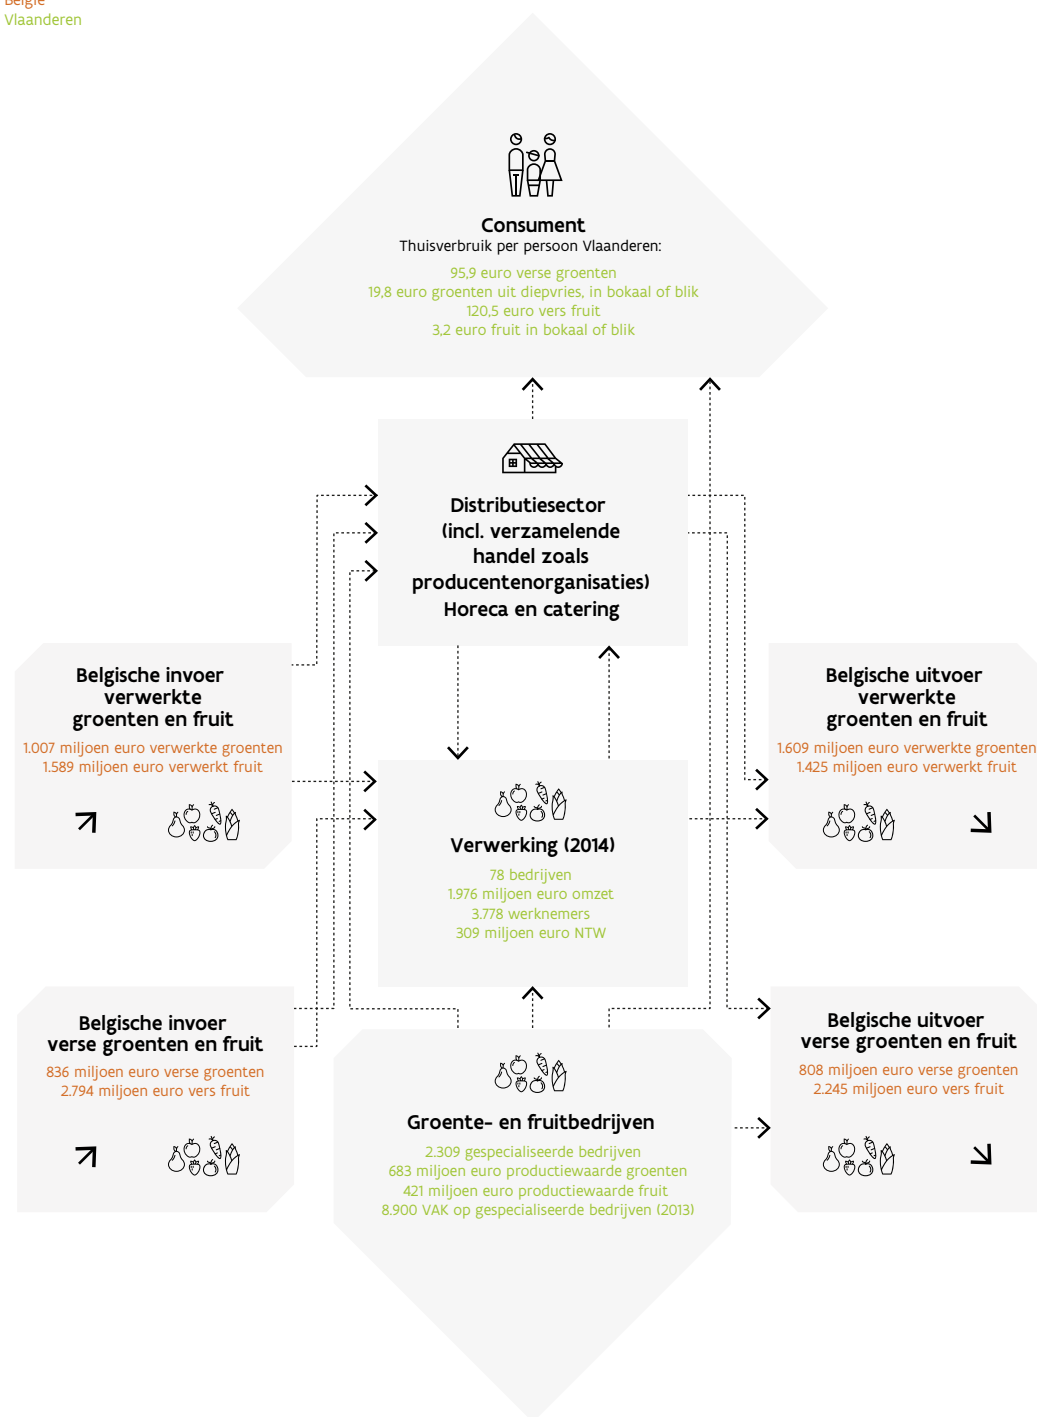 België
Vlaanderen
Consument
Thuisverbruik per persoon Vlaanderen:
95,9 euro verse groenten
19,8 euro groenten uit diepvries, in bokaal of blik
120,5 euro vers fruit
3,2 euro fruit in bokaal of blik
Distributiesector
(incl. verzamelende
handel zoals
producentenorganisaties)
Horeca en catering
Belgische invoer
verwerkte
groenten en fruit
1.007 miljoen euro verwerkte groenten
1.589 miljoen euro verwerkt fruit
Belgische uitvoer
verwerkte
groenten en fruit
1.609 miljoen euro verwerkte groenten
1.425 miljoen euro verwerkt fruit
Verwerking (2014)
78 bedrijven
1.976 miljoen euro omzet
3.778 werknemers
309 miljoen euro NTW
Belgische invoer
verse groenten en fruit
836 miljoen euro verse groenten
2.794 miljoen euro vers fruit
Belgische uitvoer
verse groenten en fruit
808 miljoen euro verse groenten
2.245 miljoen euro vers fruit
Groente- en fruitbedrijven
2.309 gespecialiseerde bedrijven
683 miljoen euro productiewaarde groenten
421 miljoen euro productiewaarde fruit
8.900 VAK op gespecialiseerde bedrijven (2013)